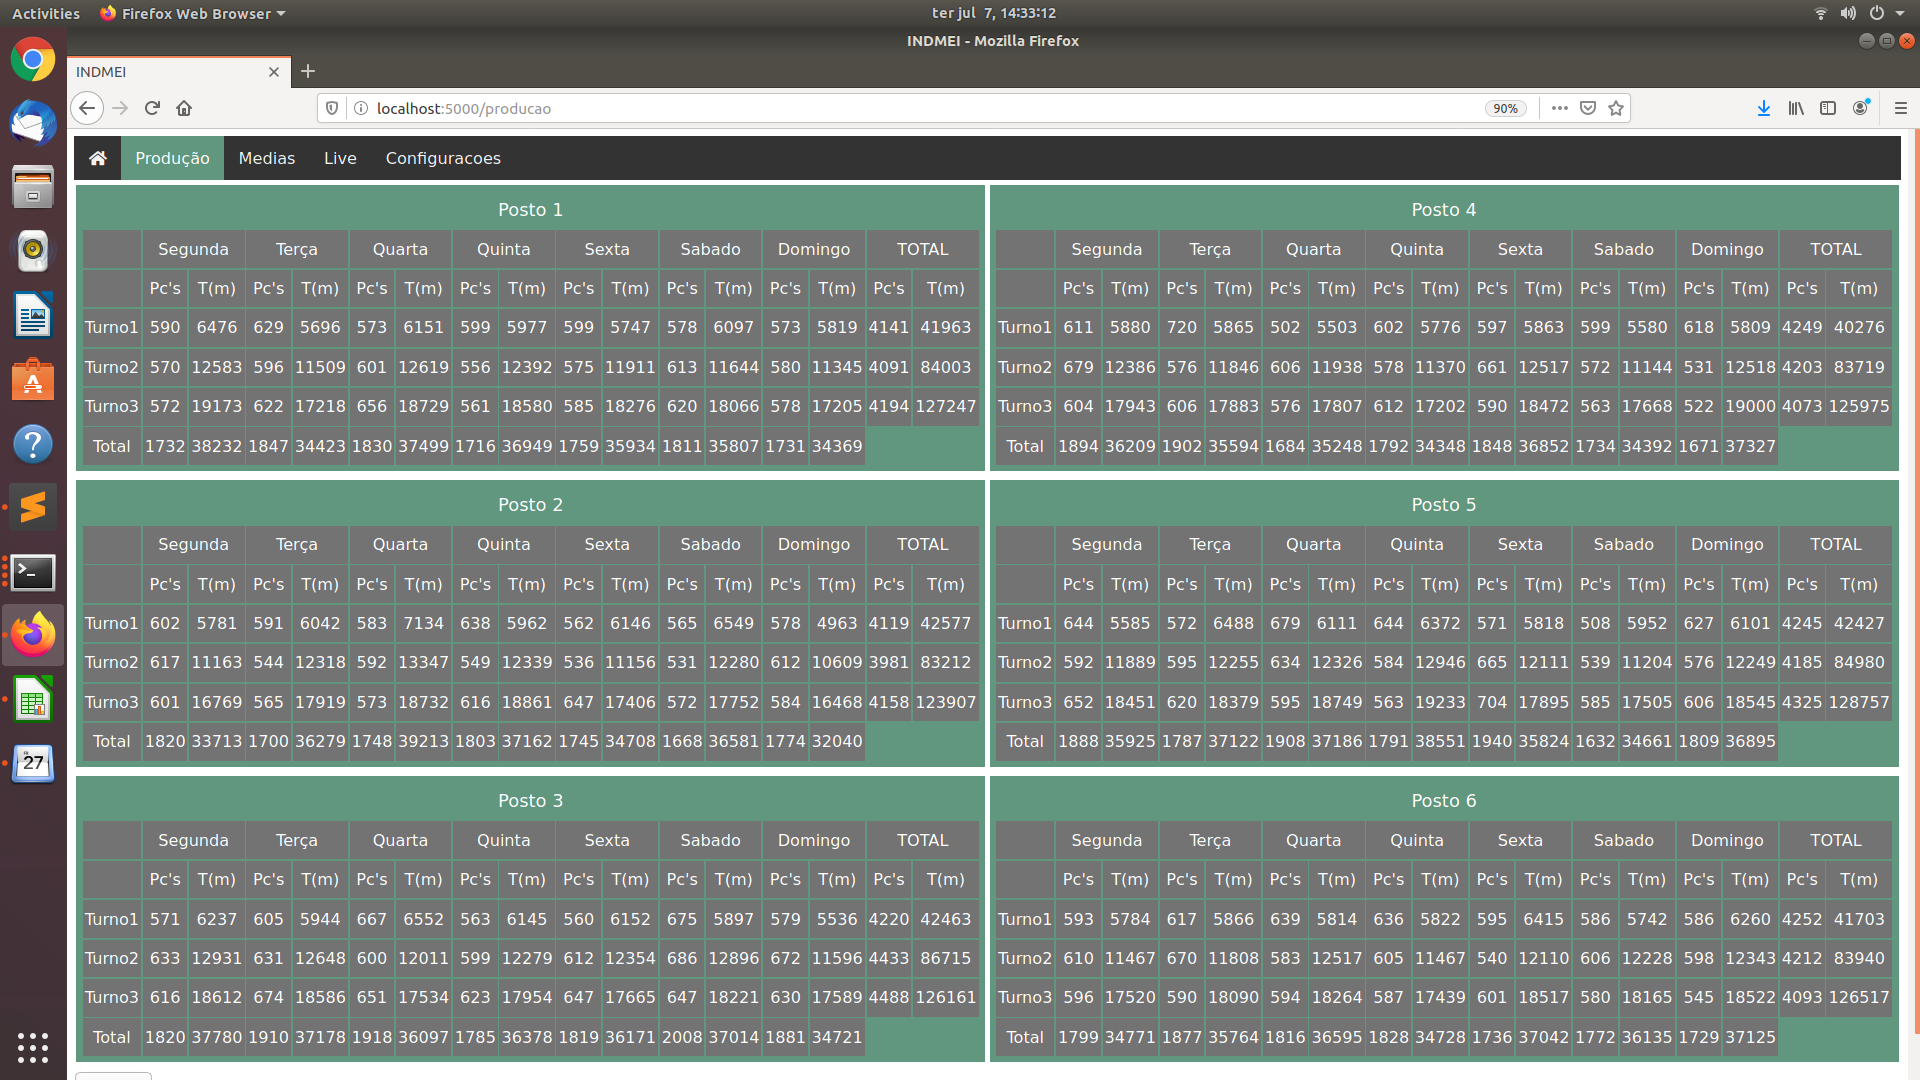 Activities Firefox Web Browser ter jul 7, 14:33:12
INDMEI - Mozilla Firefox
INDMEI
localhost:5000/producao 90%
Produção Medias Live Configuracoes
Posto 1
Segunda Terça Quarta Quinta Sexta Sabado Domingo TOTAL
Pc's T(m) Pc's T(m) Pc's T(m) Pc's T(m) Pc's T(m) Pc's T(m) Pc's T(m) Pc's T(m)
Turno1 590 6476 629 5696 573 6151 599 5977 599 5747 578 6097 573 5819 4141 41963
Turno2 570 12583 596 11509 601 12619 556 12392 575 11911 613 11644 580 11345 4091 84003
Turno3 572 19173 622 17218 656 18729 561 18580 585 18276 620 18066 578 17205 4194 127247
Total 1732 38232 1847 34423 1830 37499 1716 36949 1759 35934 1811 35807 1731 34369
Posto 4
Segunda Terça Quarta Quinta Sexta Sabado Domingo TOTAL
Pc's T(m) Pc's T(m) Pc's T(m) Pc's T(m) Pc's T(m) Pc's T(m) Pc's T(m) Pc's T(m)
Turno1 611 5880 720 5865 502 5503 602 5776 597 5863 599 5580 618 5809 4249 40276
Turno2 679 12386 576 11846 606 11938 578 11370 661 12517 572 11144 531 12518 4203 83719
Turno3 604 17943 606 17883 576 17807 612 17202 590 18472 563 17668 522 19000 4073 125975
Total 1894 36209 1902 35594 1684 35248 1792 34348 1848 36852 1734 34392 1671 37327
Posto 2
Segunda Terça Quarta Quinta Sexta Sabado Domingo TOTAL
Pc's T(m) Pc's T(m) Pc's T(m) Pc's T(m) Pc's T(m) Pc's T(m) Pc's T(m) Pc's T(m)
Turno1 602 5781 591 6042 583 7134 638 5962 562 6146 565 6549 578 4963 4119 42577
Turno2 617 11163 544 12318 592 13347 549 12339 536 11156 531 12280 612 10609 3981 83212
Turno3 601 16769 565 17919 573 18732 616 18861 647 17406 572 17752 584 16468 4158 123907
Total 1820 33713 1700 36279 1748 39213 1803 37162 1745 34708 1668 36581 1774 32040
Posto 5
Segunda Terça Quarta Quinta Sexta Sabado Domingo TOTAL
Pc's T(m) Pc's T(m) Pc's T(m) Pc's T(m) Pc's T(m) Pc's T(m) Pc's T(m) Pc's T(m)
Turno1 644 5585 572 6488 679 6111 644 6372 571 5818 508 5952 627 6101 4245 42427
Turno2 592 11889 595 12255 634 12326 584 12946 665 12111 539 11204 576 12249 4185 84980
Turno3 652 18451 620 18379 595 18749 563 19233 704 17895 585 17505 606 18545 4325 128757
Total 1888 35925 1787 37122 1908 37186 1791 38551 1940 35824 1632 34661 1809 36895
Posto 3
Segunda Terça Quarta Quinta Sexta Sabado Domingo TOTAL
Pc's T(m) Pc's T(m) Pc's T(m) Pc's T(m) Pc's T(m) Pc's T(m) Pc's T(m) Pc's T(m)
Turno1 571 6237 605 5944 667 6552 563 6145 560 6152 675 5897 579 5536 4220 42463
Turno2 633 12931 631 12648 600 12011 599 12279 612 12354 686 12896 672 11596 4433 86715
Turno3 616 18612 674 18586 651 17534 623 17954 647 17665 647 18221 630 17589 4488 126161
Total 1820 37780 1910 37178 1918 36097 1785 36378 1819 36171 2008 37014 1881 34721
Posto 6
Segunda Terça Quarta Quinta Sexta Sabado Domingo TOTAL
Pc's T(m) Pc's T(m) Pc's T(m) Pc's T(m) Pc's T(m) Pc's T(m) Pc's T(m) Pc's T(m)
Turno1 593 5784 617 5866 639 5814 636 5822 595 6415 586 5742 586 6260 4252 41703
Turno2 610 11467 670 11808 583 12517 605 11467 540 12110 606 12228 598 12343 4212 83940
Turno3 596 17520 590 18090 594 18264 587 17439 601 18517 580 18165 545 18522 4093 126517
Total 1799 34771 1877 35764 1816 36595 1828 34728 1736 37042 1772 36135 1729 37125
27